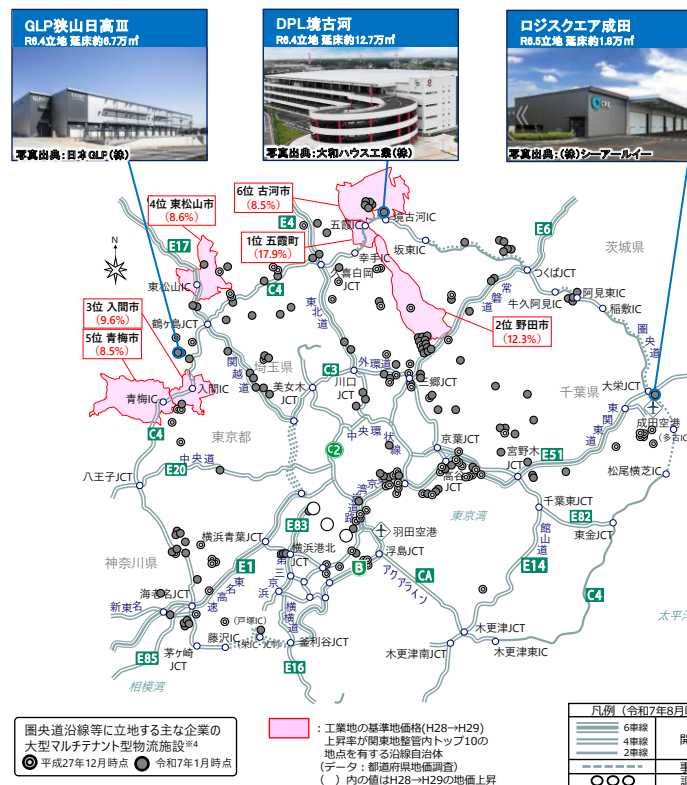 GLP狭山日高Ⅲ
R6.4立地 延床約6.7万㎡
写真出典:日本GLP(株)
DPL境古河
R6.4立地 延床約12.7万㎡
写真出典:大和ハウス工業(株)
ロジスクエア成田
R6.5立地 延床約1.8万㎡
写真出典:(株)シーアールイー
6位 古河市
(8.5%)
4位 東松山市
(8.6%)
1位 五霞町
(17.9%)
3位 入間市
(9.6%)
5位 青梅市
(8.5%)
2位 野田市
(12.3%)
N
E17
E4
E6
茨城県
五霞IC
境古河IC
坂東IC
幸手IC
久喜白岡
JCT
つくばJCT
牛久阿見IC
阿見東IC
稲敷IC
圏央道
東松山IC
C4
鶴ヶ島JCT
東北道
常磐道
関越道
埼玉県
C3
外環道
川口
JCT
三郷JCT
美女木
JCT
入間IC
青梅IC
C4
東京都
中央環状線
C2
千葉県
大栄JCT
東関東道
成田空港
(多古IC)
松尾横芝IC
京葉JCT
宮野木
JCT
E51
高谷
JCT
八王子JCT
E20
中央道
湾岸道路
東京湾
千葉東JCT
E82
東金JCT
館山道
E83
横浜青葉JCT
横浜港北
JCT
羽田空港
浮島JCT
B
CA
アクアライン
E14
C4
神奈川県
E1
東名高速
海老名JCT
新東名
第三京浜
横横道
(戸塚IC)
(栄IC・JCT)
藤沢IC
釜利谷JCT
茅ヶ崎
JCT
E85
E16
相模湾
木更津JCT
木更津南JCT
木更津東IC
太平洋
圏央道沿線等に立地する主な企業の
大型マルチテナント型物流施設※4
平成27年12月時点 令和7年1月時点
:工業地の基準地価格(H28→H29)
上昇率が関東地整管内トップ10の
地点を有する沿線自治体
(データ:都道府県地価調査)
( )内の値はH28→H29の地価上昇
凡例(令和7年8月
6車線
4車線
2車線
開
事